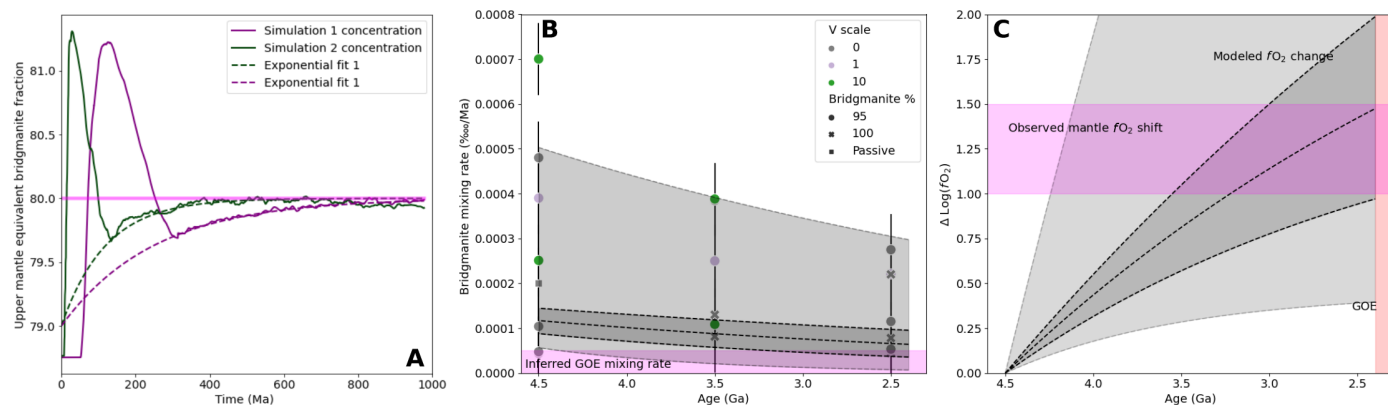 Simulation 1 concentration
Simulation 2 concentration
Exponential fit 1
Exponential fit 1
Upper mantle equivalent bridgmanite fraction
81.0
80.5
80.0
79.5
79.0
0
200
400
600
800
1000
Time (Ma)
A
B
V scale
0
1
10
Bridgmanite %
95
100
Passive
Bridgmanite mixing rate (‱/Ma)
0.0008
0.0007
0.0006
0.0005
0.0004
0.0003
0.0002
0.0001
0.0000
Inferred GOE mixing rate
4.5
4.0
3.5
3.0
2.5
Age (Ga)
C
Modeled fO₂ change
Observed mantle fO₂ shift
GOE
Δ Log(fO₂)
2.00
1.75
1.50
1.25
1.00
0.75
0.50
0.25
0.00
4.5
4.0
3.5
3.0
2.5
Age (Ga)